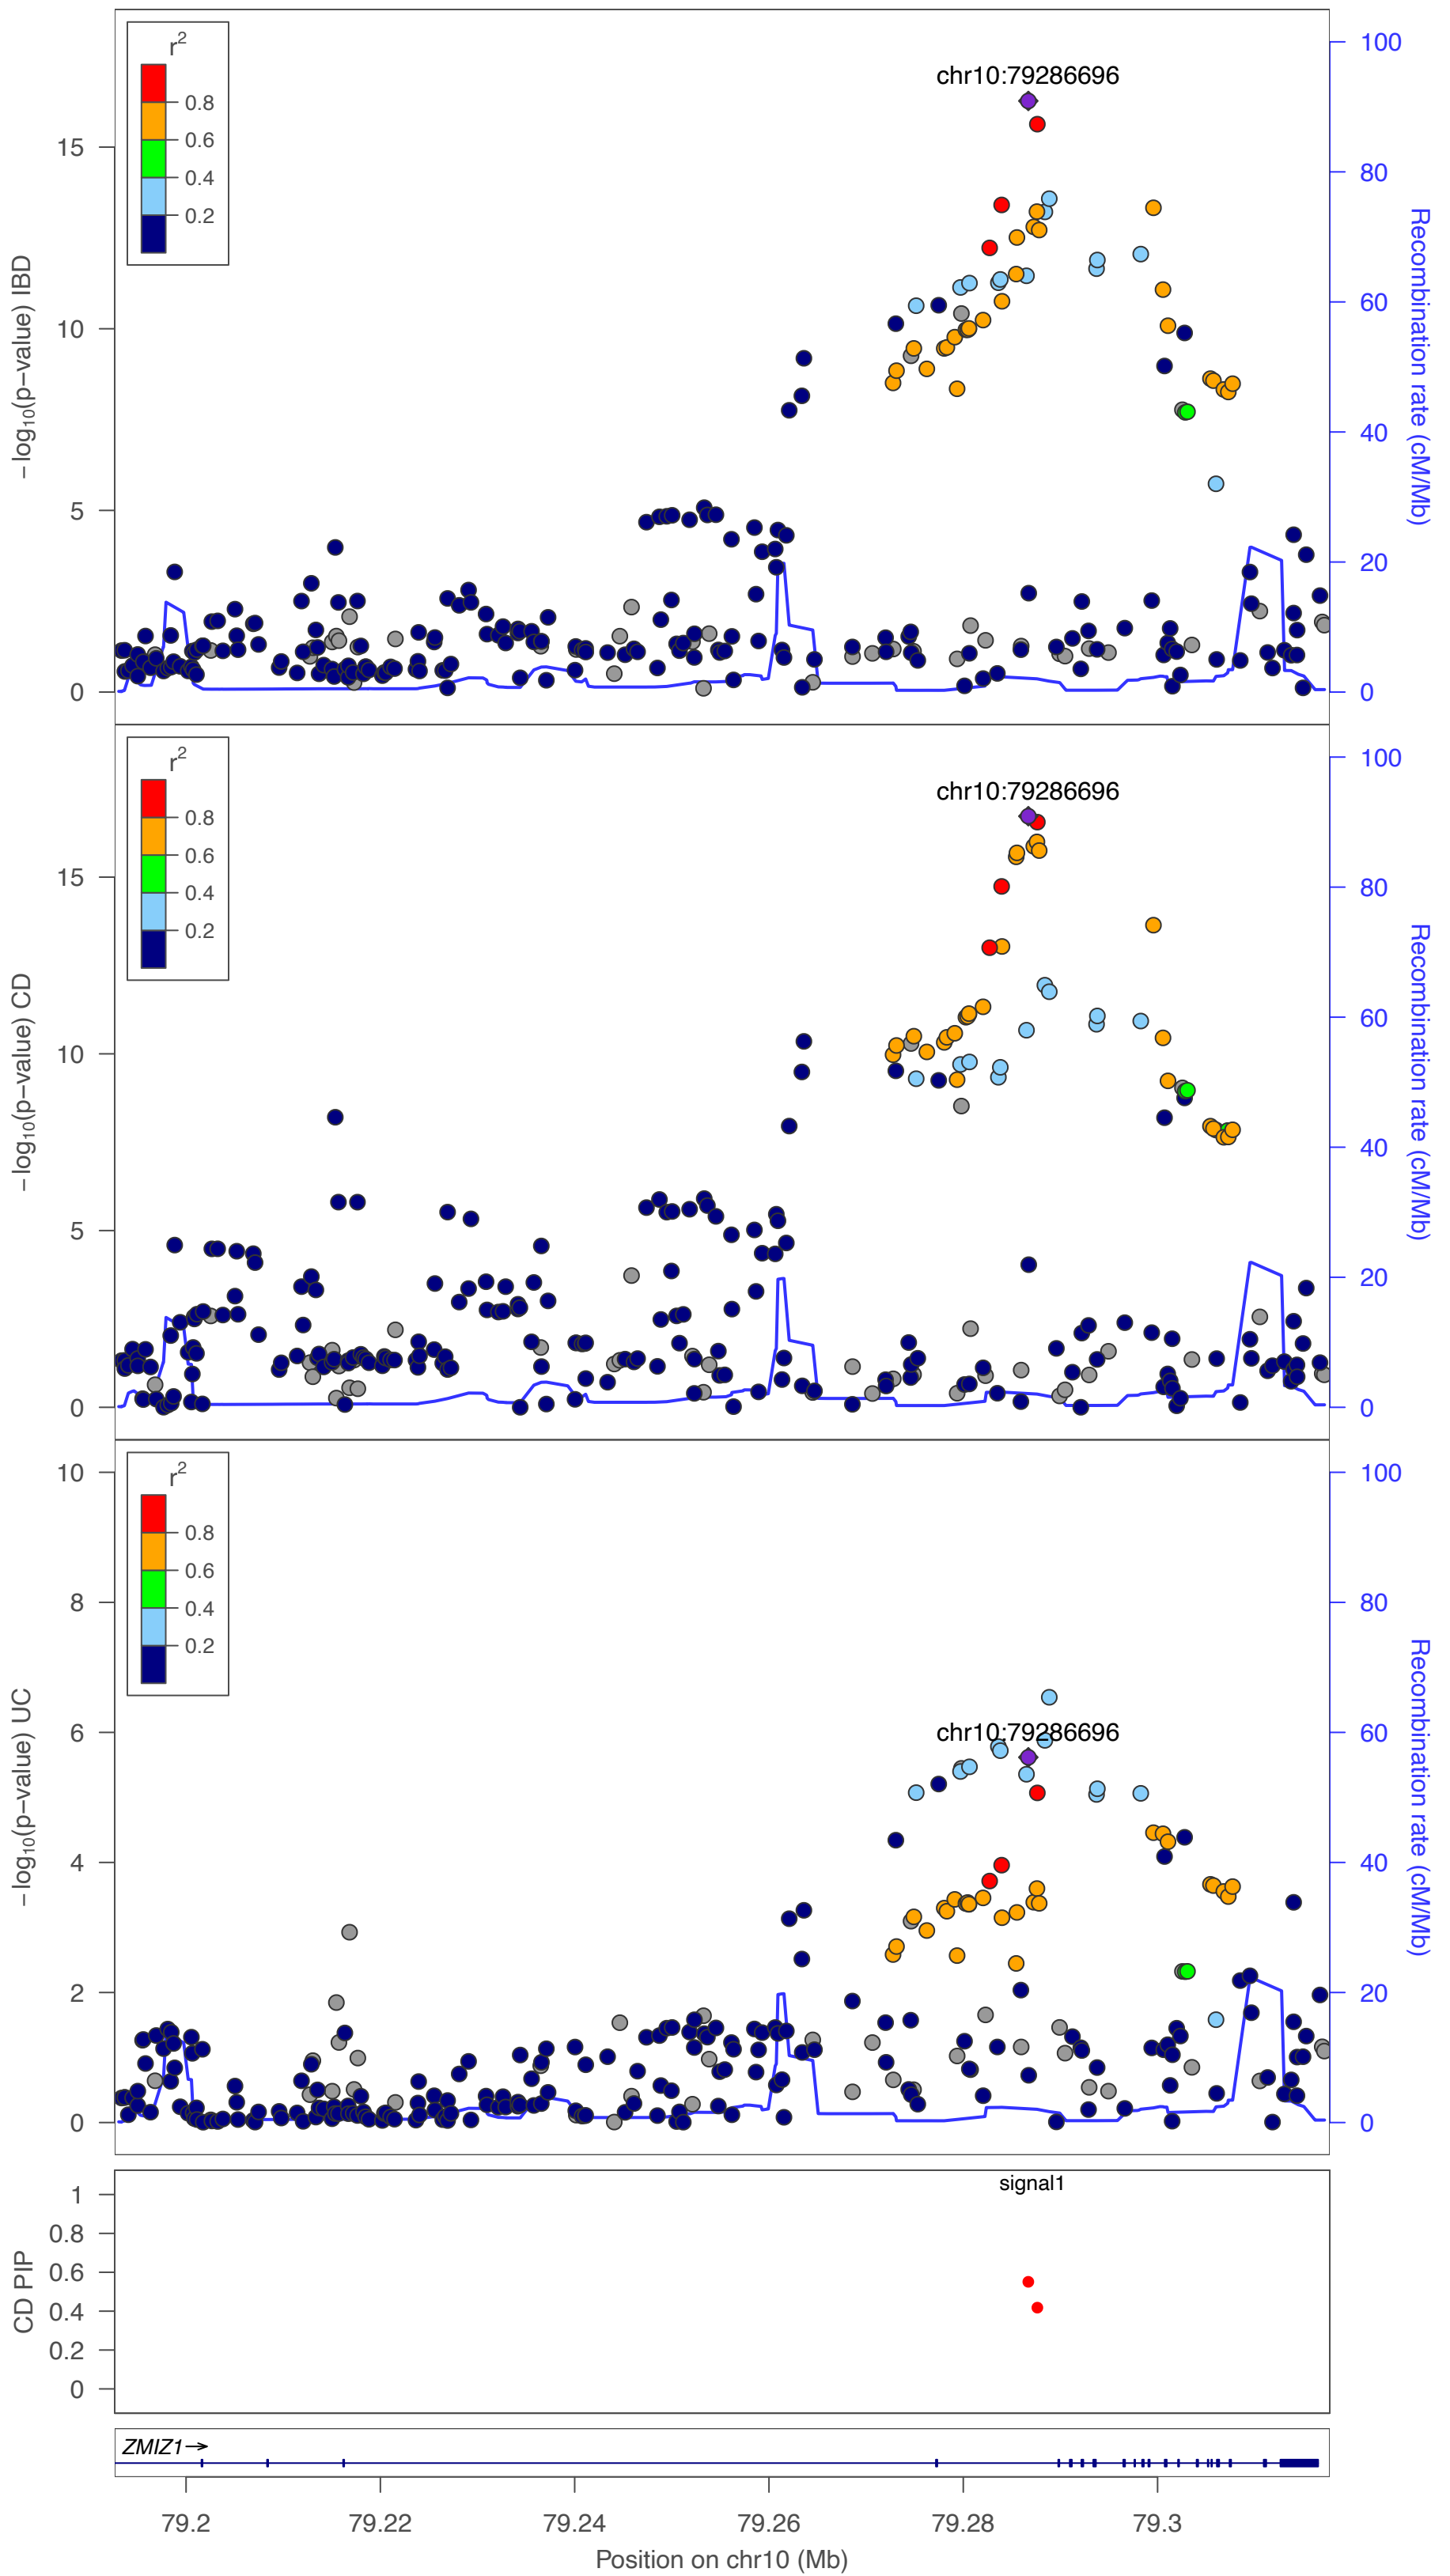 r²
0.8
0.6
0.4
0.2
chr10:79286696
15
10
5
0
−log₁₀(p−value) IBD
100
80
60
40
20
0
Recombination rate (cM/Mb)
r²
0.8
0.6
0.4
0.2
chr10:79286696
15
10
5
0
−log₁₀(p−value) CD
100
80
60
40
20
0
Recombination rate (cM/Mb)
r²
0.8
0.6
0.4
0.2
chr10:79286696
10
8
6
4
2
0
−log₁₀(p−value) UC
100
80
60
40
20
0
Recombination rate (cM/Mb)
signal1
1
0.8
0.6
0.4
0.2
0
CD PIP
ZMIZ1→
79.2 79.22 79.24 79.26 79.28 79.3
Position on chr10 (Mb)